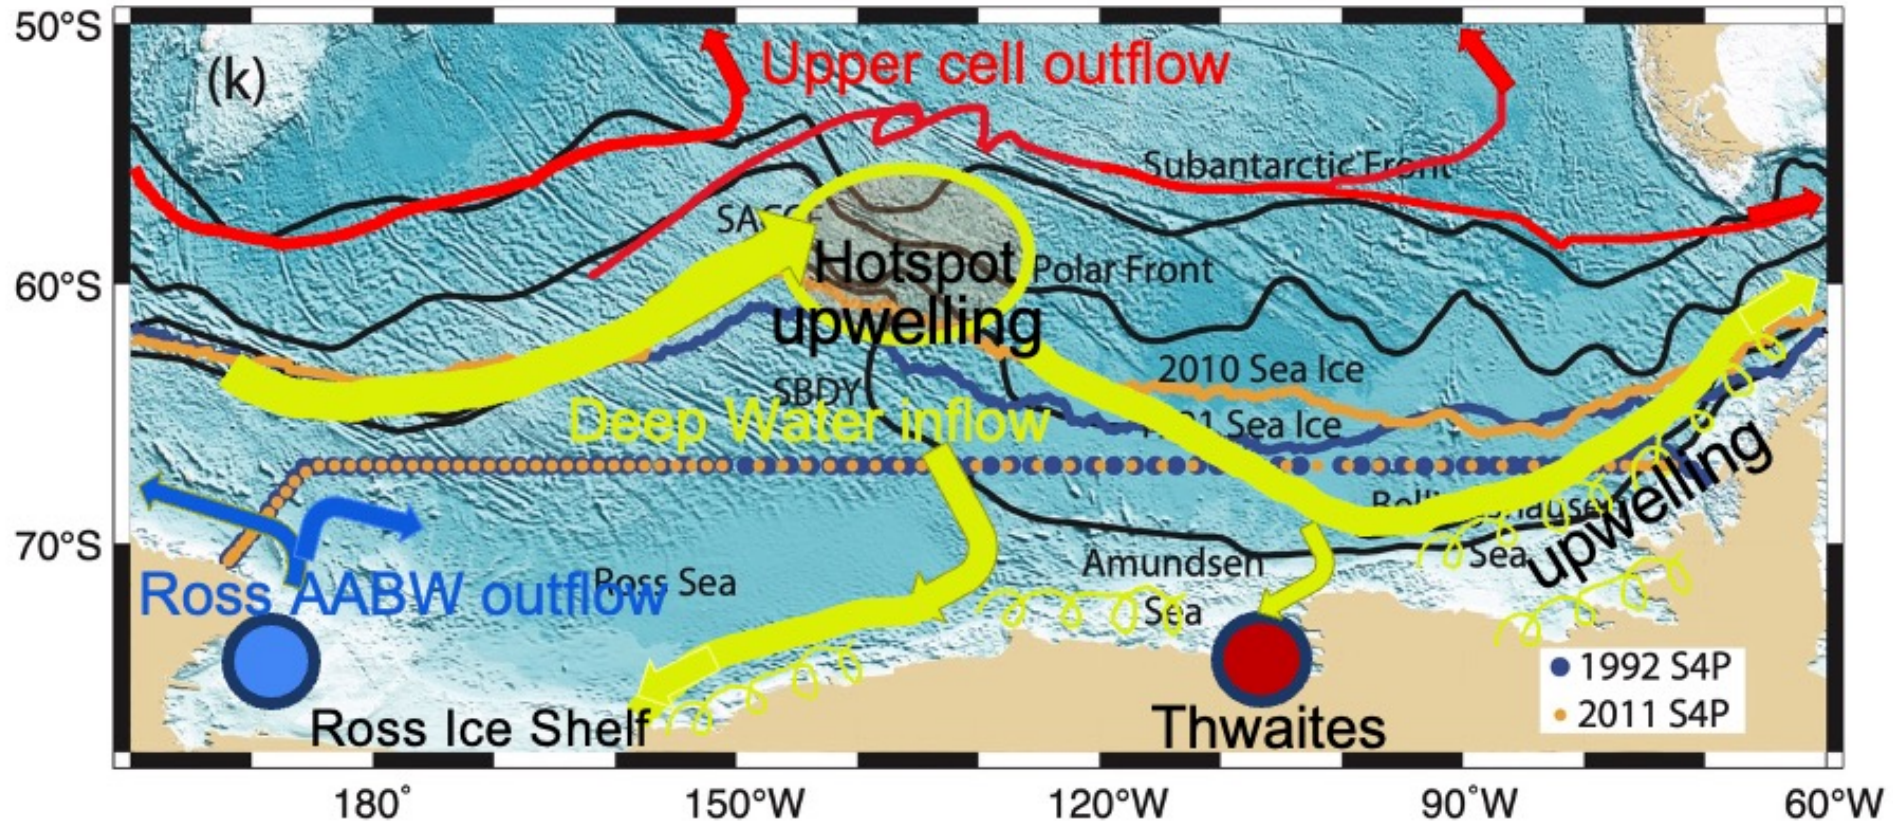 50°S
(k)
Upper cell outflow
Subantarctic Front
60°S
Hotspot
upwelling
Polar Front
2010 Sea Ice
SBDY
Deep Water inflow
Sea Ice
70°S
upwelling
Amundsen
Sea
Sea
Ross AABW outflow
Ross Sea
Ross Ice Shelf
Thwaites
1992 S4P
2011 S4P
180°
150°W
120°W
90°W
60°W